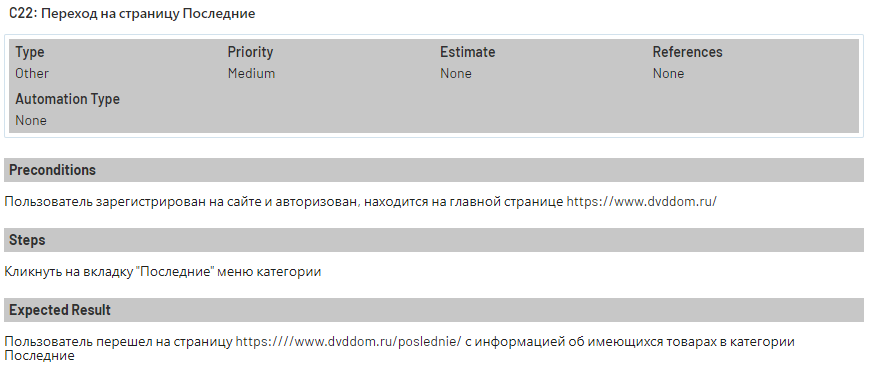 C22: Переход на страницу Последние
Type Priority Estimate References
Other Medium None None
Automation Type
None
Preconditions
Пользователь зарегистрирован на сайте и авторизован, находится на главной странице https://www.dvddom.ru/
Steps
Кликнуть на вкладку "Последние" меню категории
Expected Result
Пользователь перешел на страницу https:////www.dvddom.ru/poslednie/ с информацией об имеющихся товарах в категории
Последние